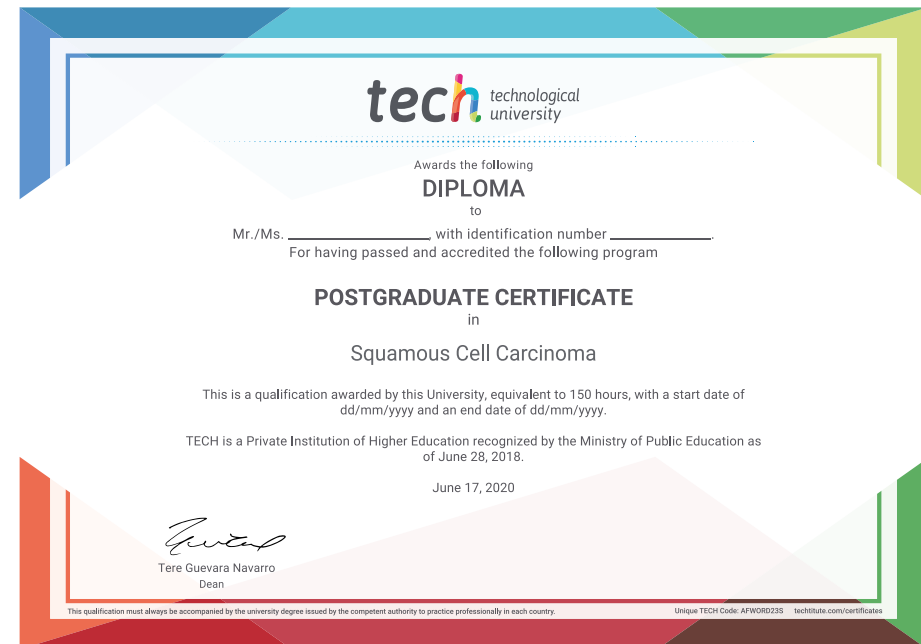 tech technological
university
Awards the following
DIPLOMA
to
Mr./Ms. ____________, with identification number ____________.
For having passed and accredited the following program
POSTGRADUATE CERTIFICATE
in
Squamous Cell Carcinoma
This is a qualification awarded by this University, equivalent to 150 hours, with a start date of
dd/mm/yyyy and an end date of dd/mm/yyyy.
TECH is a Private Institution of Higher Education recognized by the Ministry of Public Education as
of June 28, 2018.
June 17, 2020
Tere Guevara Navarro
Dean
This qualification must always be accompanied by the university degree issued by the competent authority to practice professionally in each country. Unique TECH Code: AFWORD23S techtitute.com/certificates